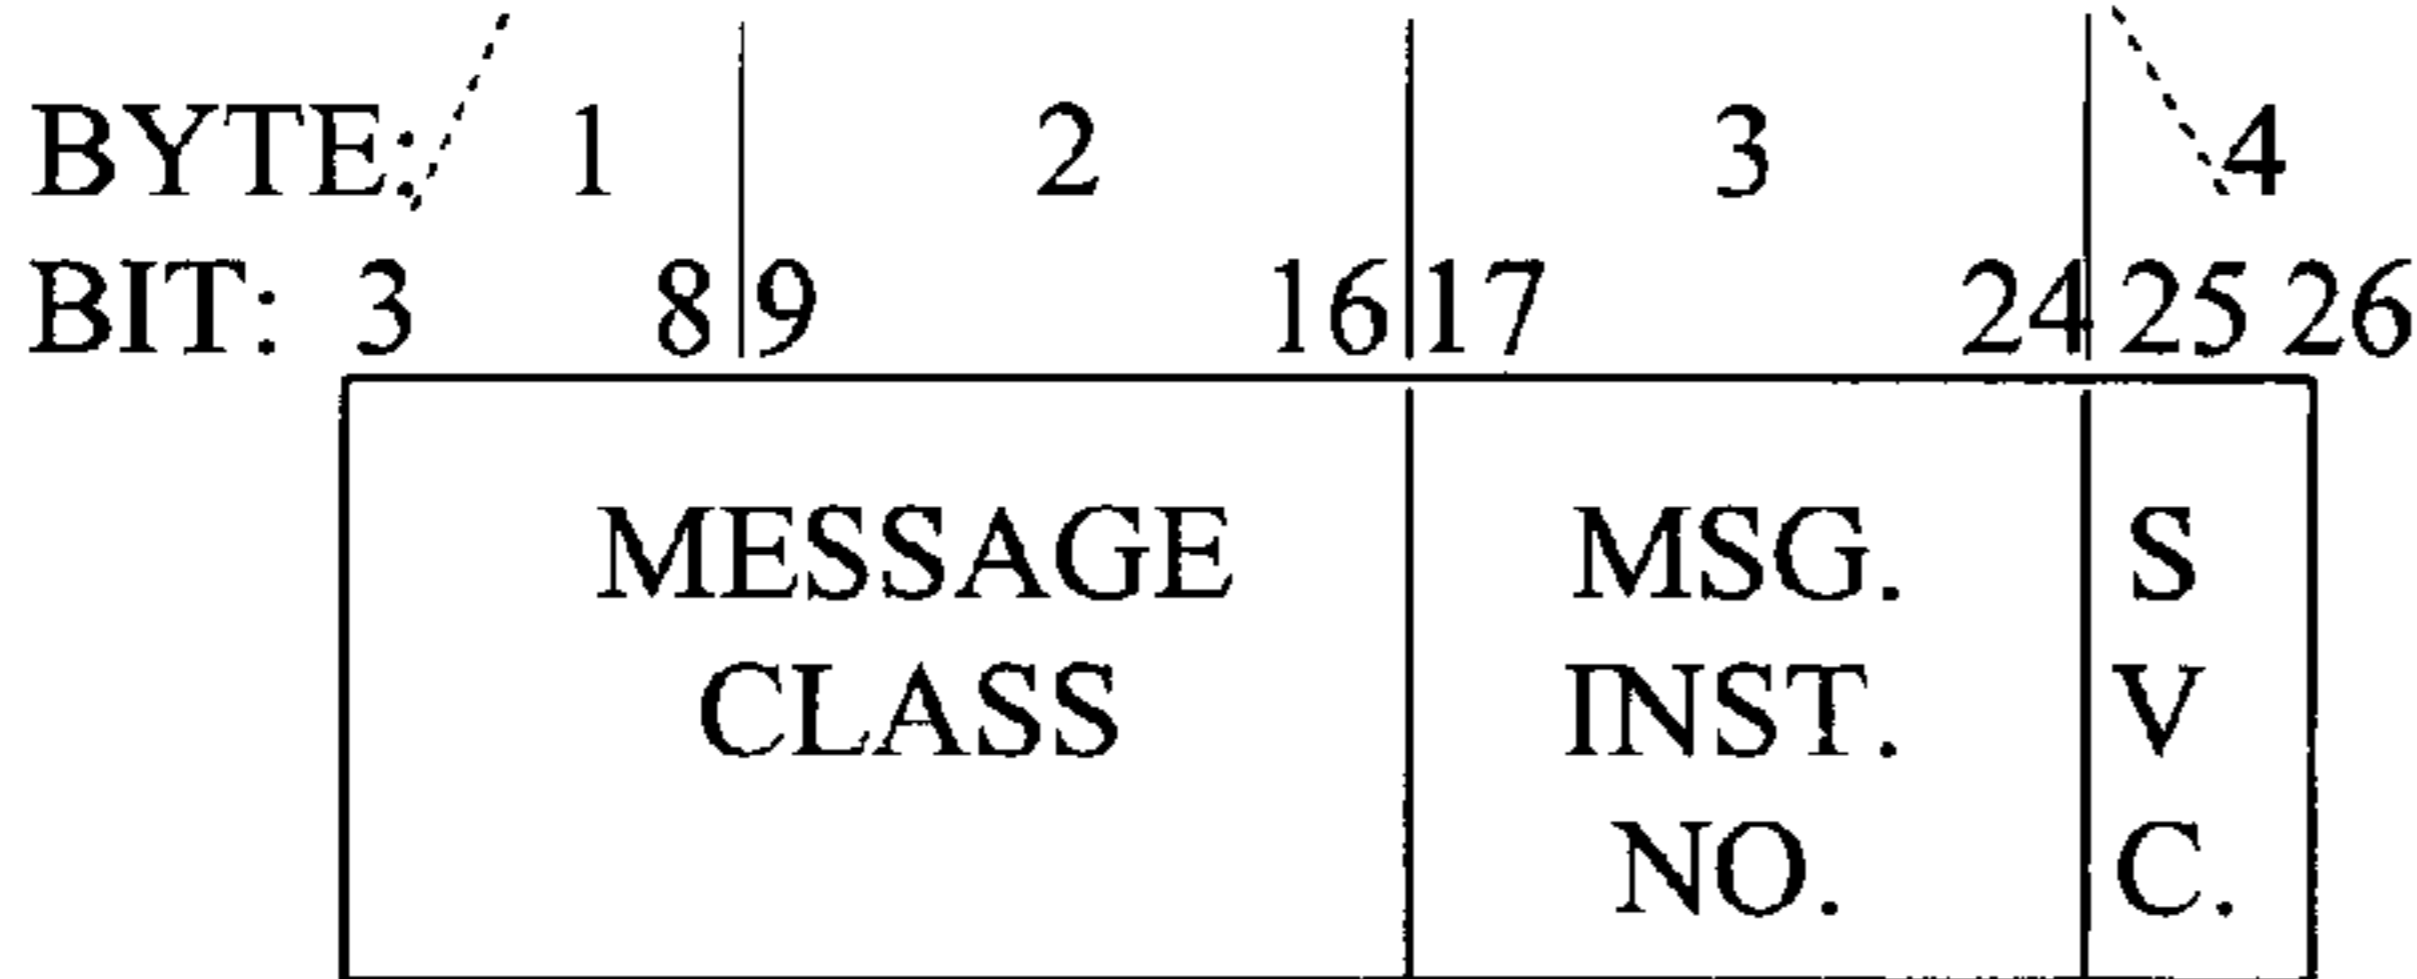 BYTE: 1 2 3 4
BIT: 3 8 9 16 17 24 25 26
MESSAGE MSG. S
CLASS INST. V
NO. C.